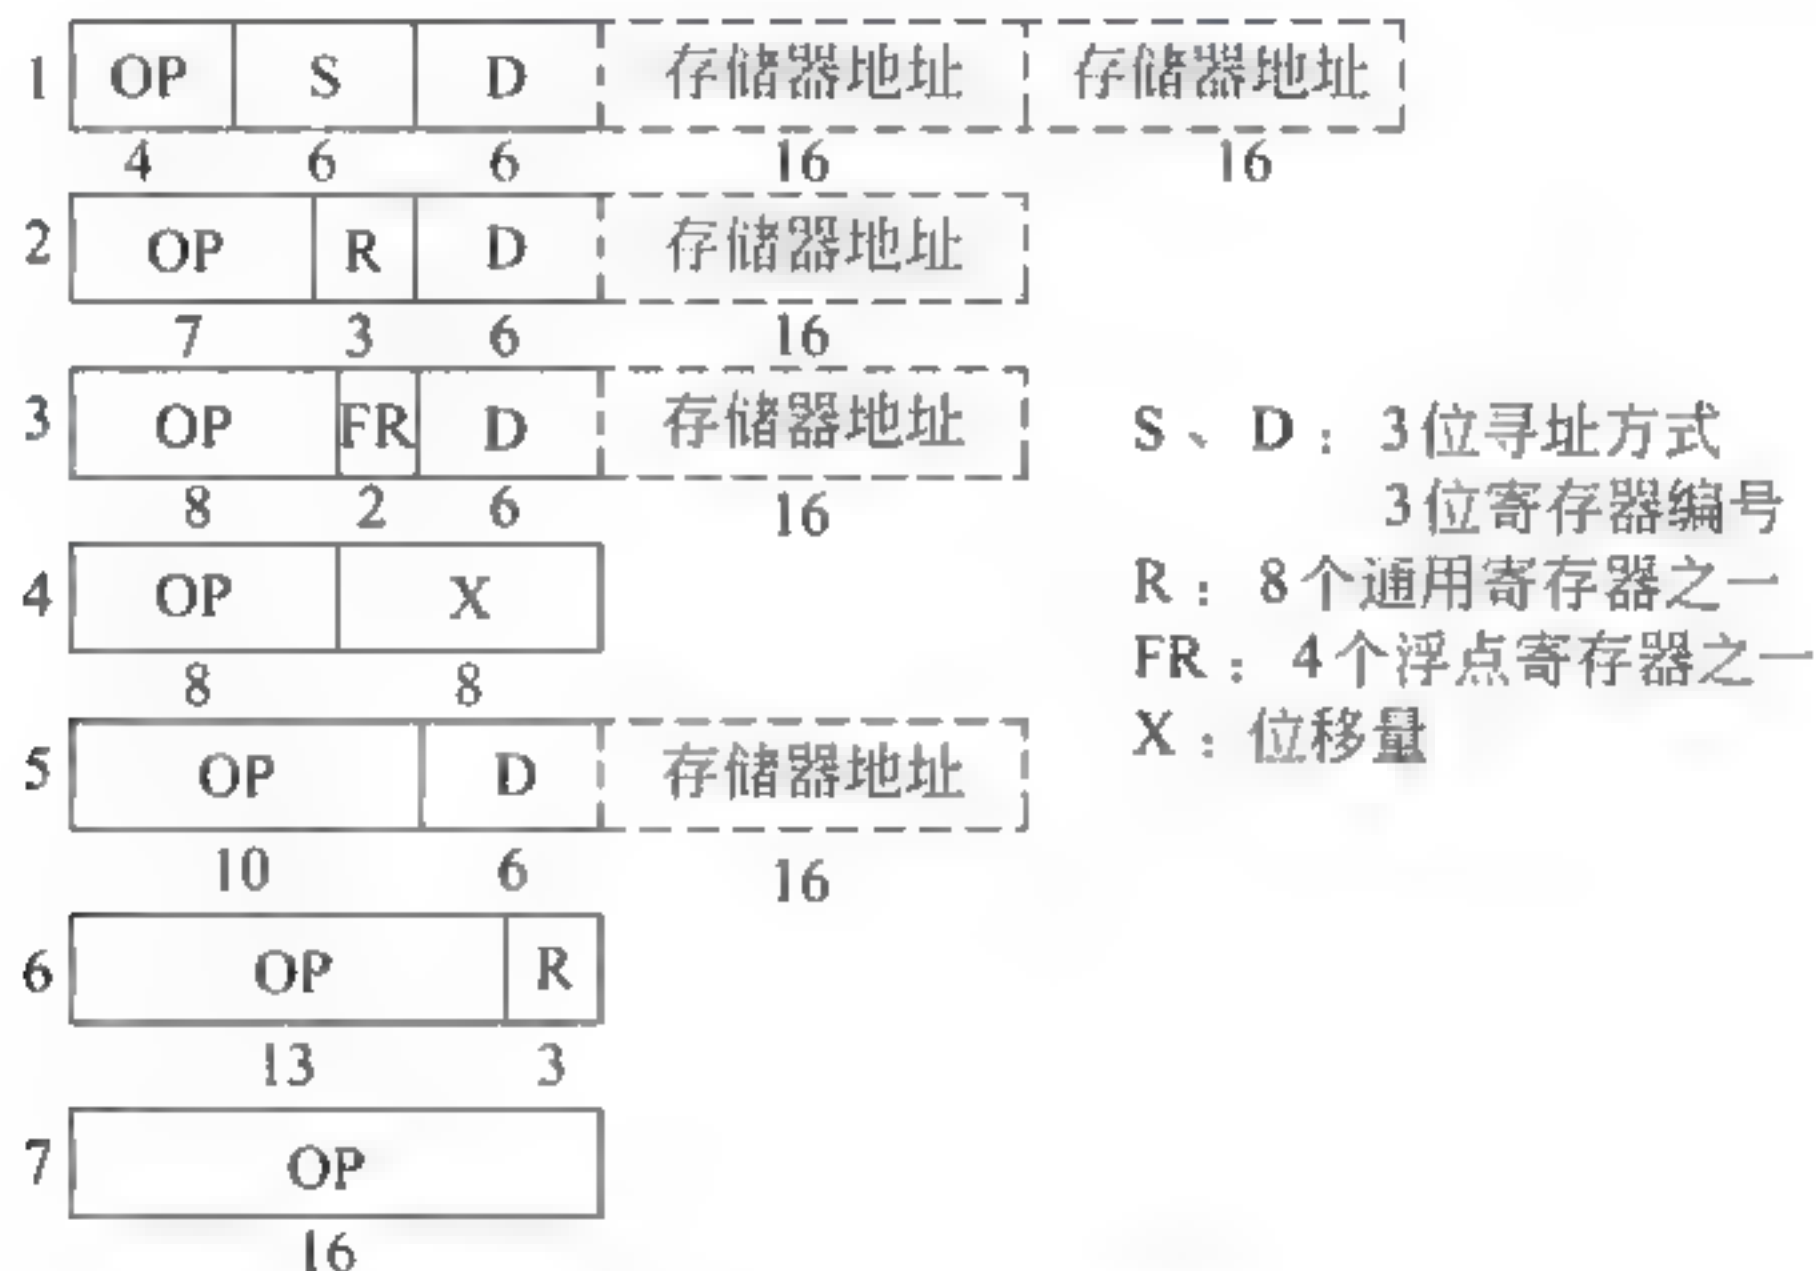 1 OP S D 存储器地址 存储器地址
4 6 6 16 16
2 OP R D 存储器地址
7 3 6 16
3 OP FR D 存储器地址
8 2 6 16
S、D：3位寻址方式
3位寄存器编号
R：8个通用寄存器之一
FR：4个浮点寄存器之一
X：位移量
4 OP X
8 8
5 OP D 存储器地址
10 6 16
6 OP R
13 3
7 OP
16